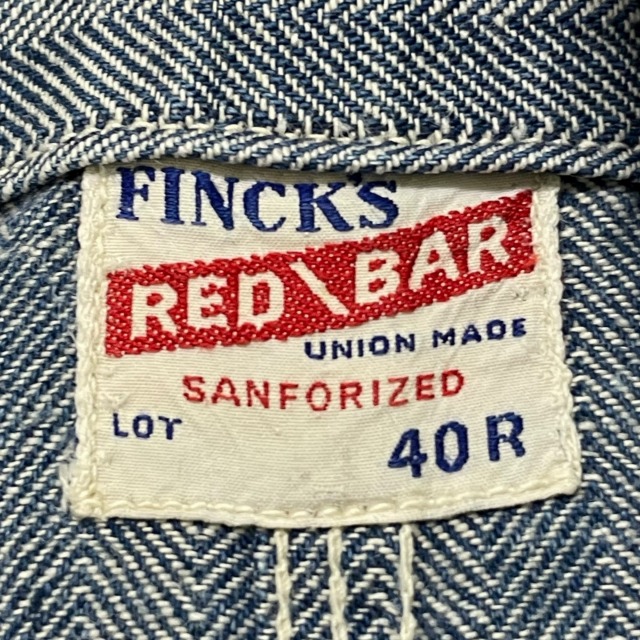 FINCK'S
RED\BAR
UNION MADE
SANFORIZED
LOT 40R